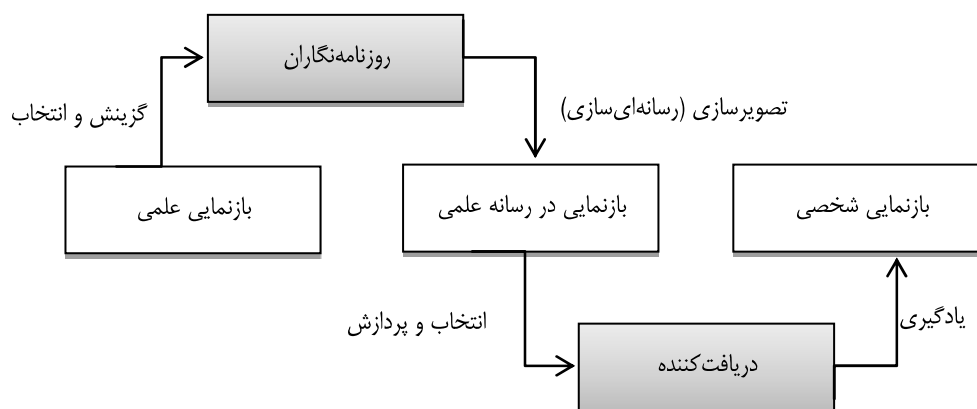 روزنامه‌نگاران
گزینش و انتخاب
تصویرسازی (رسانه‌ای‌سازی)
بازنمایی علمی
بازنمایی در رسانه علمی
بازنمایی شخصی
انتخاب و پردازش
یادگیری
دریافت‌کننده